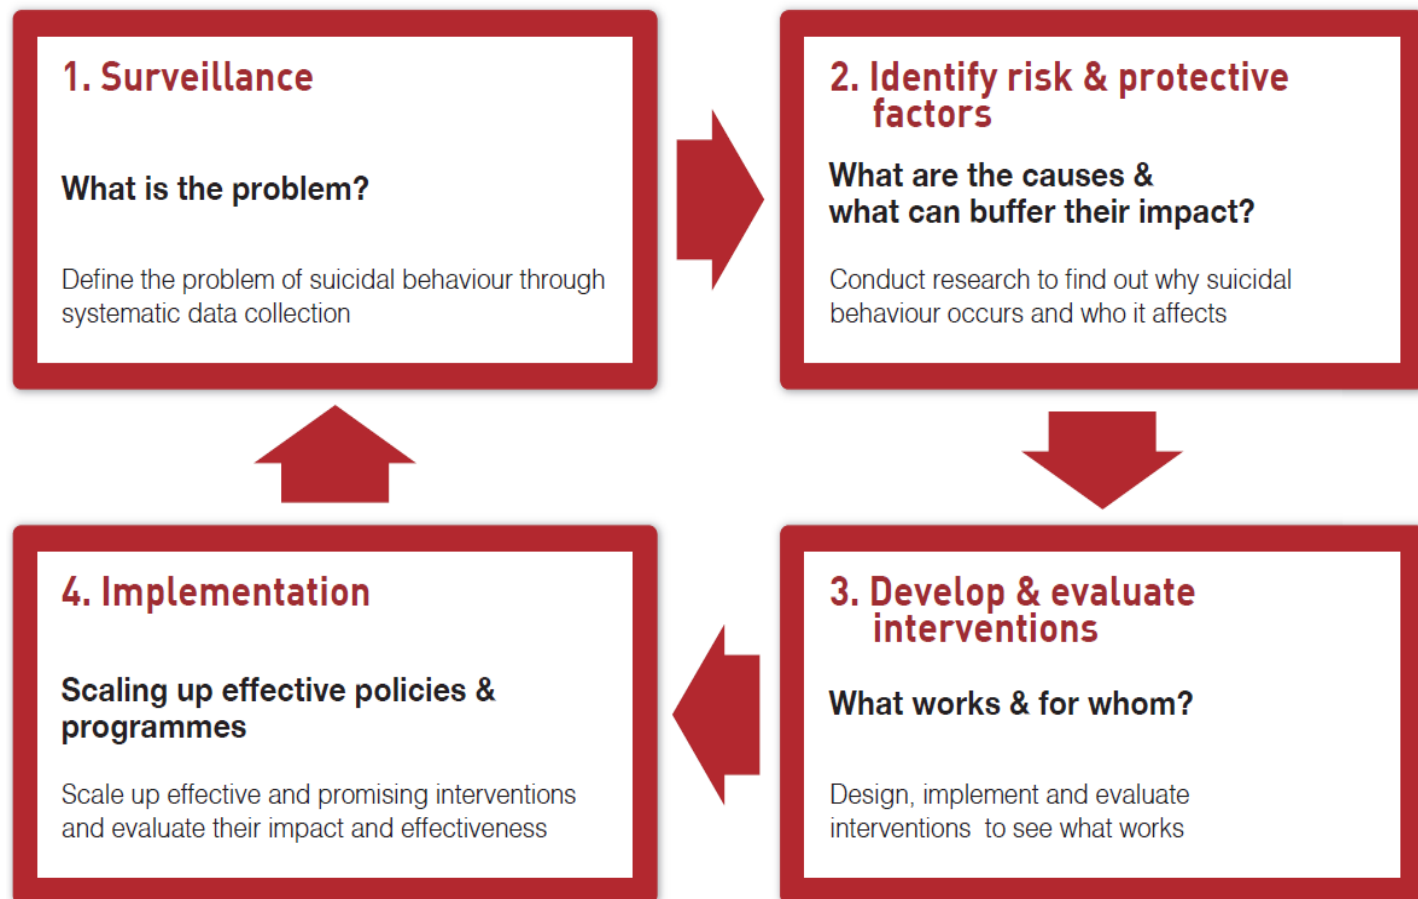 1. Surveillance
What is the problem?
Define the problem of suicidal behaviour through
systematic data collection
2. Identify risk & protective
factors
What are the causes &
what can buffer their impact?
Conduct research to find out why suicidal
behaviour occurs and who it affects
3. Develop & evaluate
interventions
What works & for whom?
Design, implement and evaluate
interventions  to see what works
4. Implementation
Scaling up effective policies &
programmes
Scale up effective and promising interventions
and evaluate their impact and effectiveness